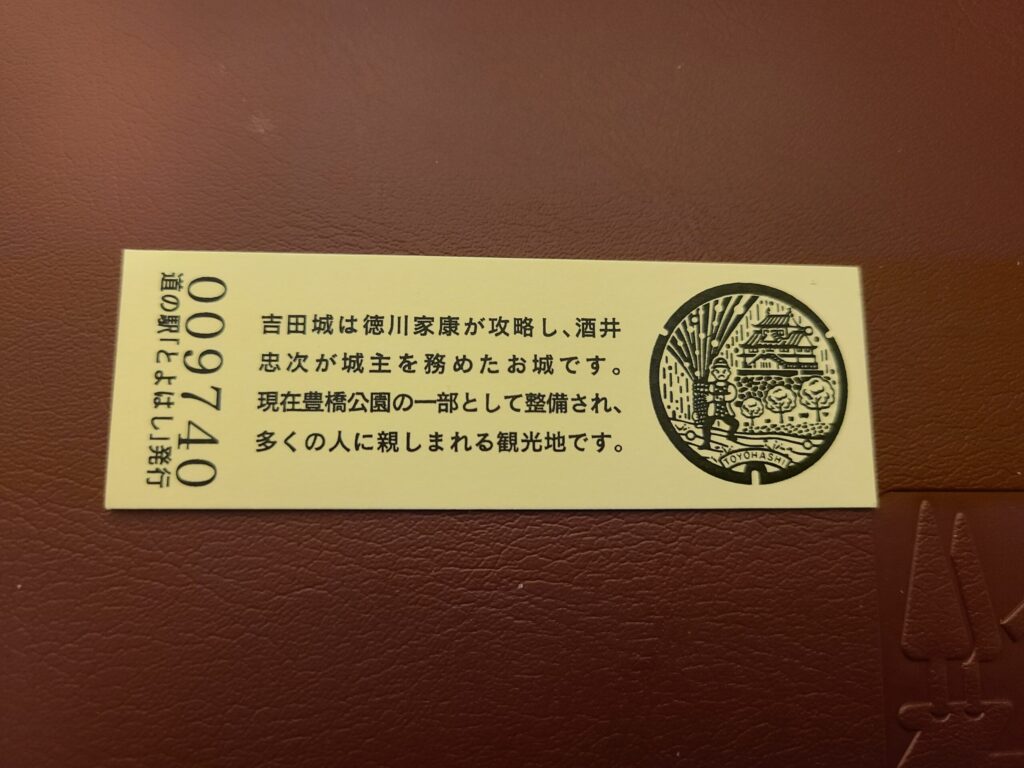 吉田城は徳川家康が攻略し、酒井
忠次が城主を務めたお城です。
現在豊橋公園の一部として整備され、
多くの人に親しまれる観光地です。
TOYOHASHI
009740
道の駅「とよはし」発行